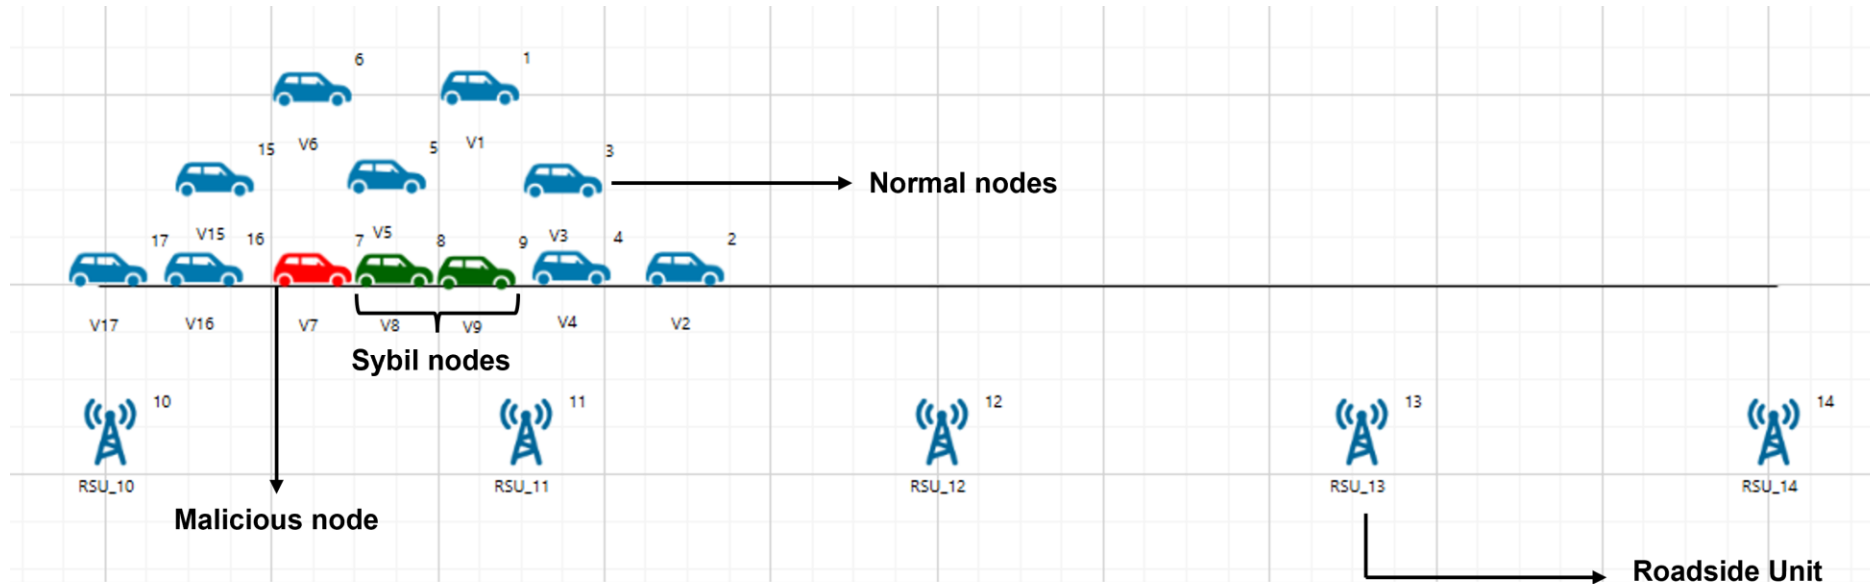 6
1
V6
V1
15
5
3
Normal nodes
V15
V5
V3
17
16
7
8
9
4
2
V17
V16
V7
V8
V9
V4
V2
Sybil nodes
10
11
12
13
14
RSU_10
RSU_11
RSU_12
RSU_13
RSU_14
Malicious node
Roadside Unit